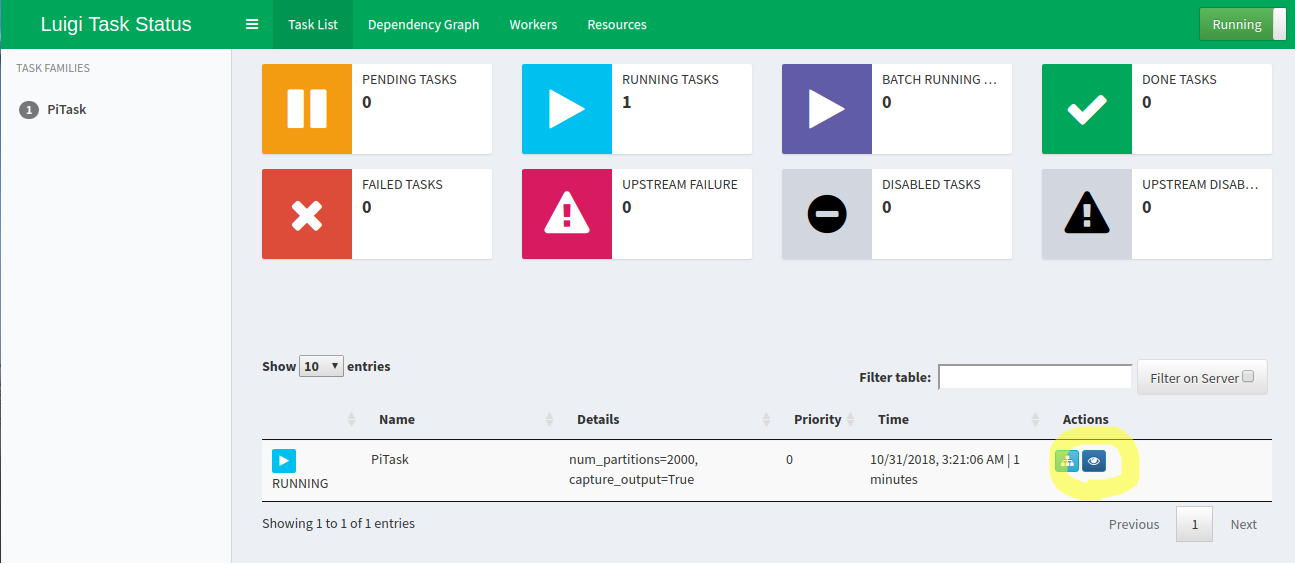 Luigi Task Status
Task List
Dependency Graph
Workers
Resources
Running
TASK FAMILIES
1 PiTask
PENDING TASKS
0
RUNNING TASKS
1
BATCH RUNNING ...
0
DONE TASKS
0
FAILED TASKS
0
UPSTREAM FAILURE
0
DISABLED TASKS
0
UPSTREAM DISAB...
0
Show 10 entries
Filter table:
Filter on Server
Name Details Priority Time Actions
RUNNING
PiTask
num_partitions=2000,
capture_output=True
0
10/31/2018, 3:21:06 AM | 1
minutes
Showing 1 to 1 of 1 entries
Previous 1 Next